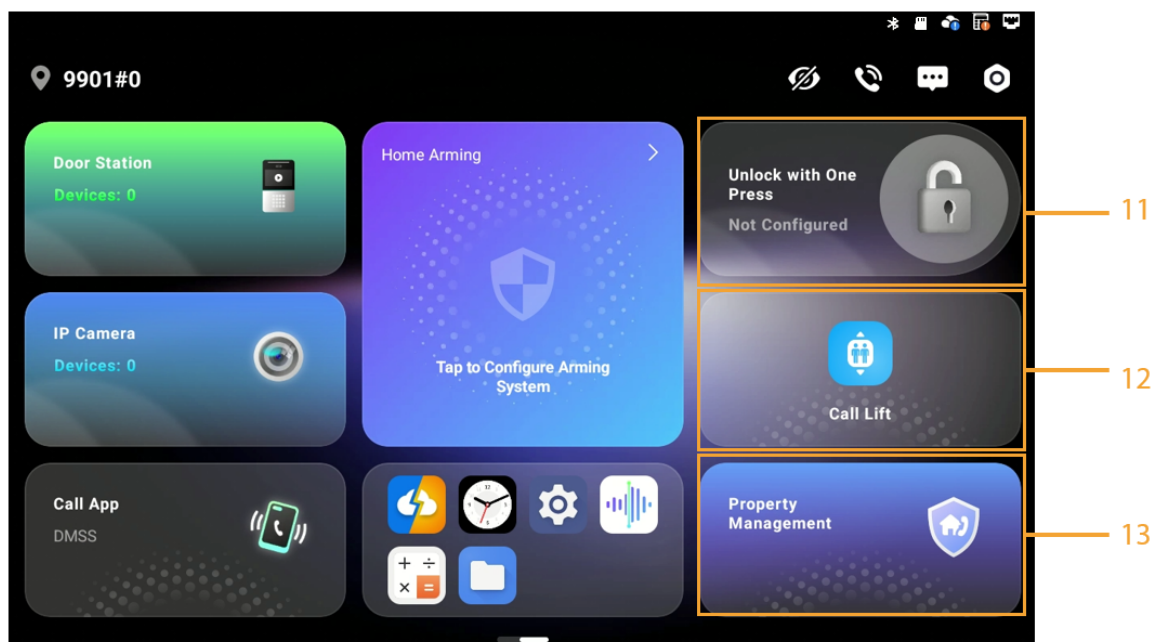 9901#0
Door Station
Devices: 0
Home Arming
Unlock with One
Press
Not Configured
11
IP Camera
Devices: 0
Tap to Configure Arming
System
Call Lift
12
Call App
DMSS
Property
Management
13